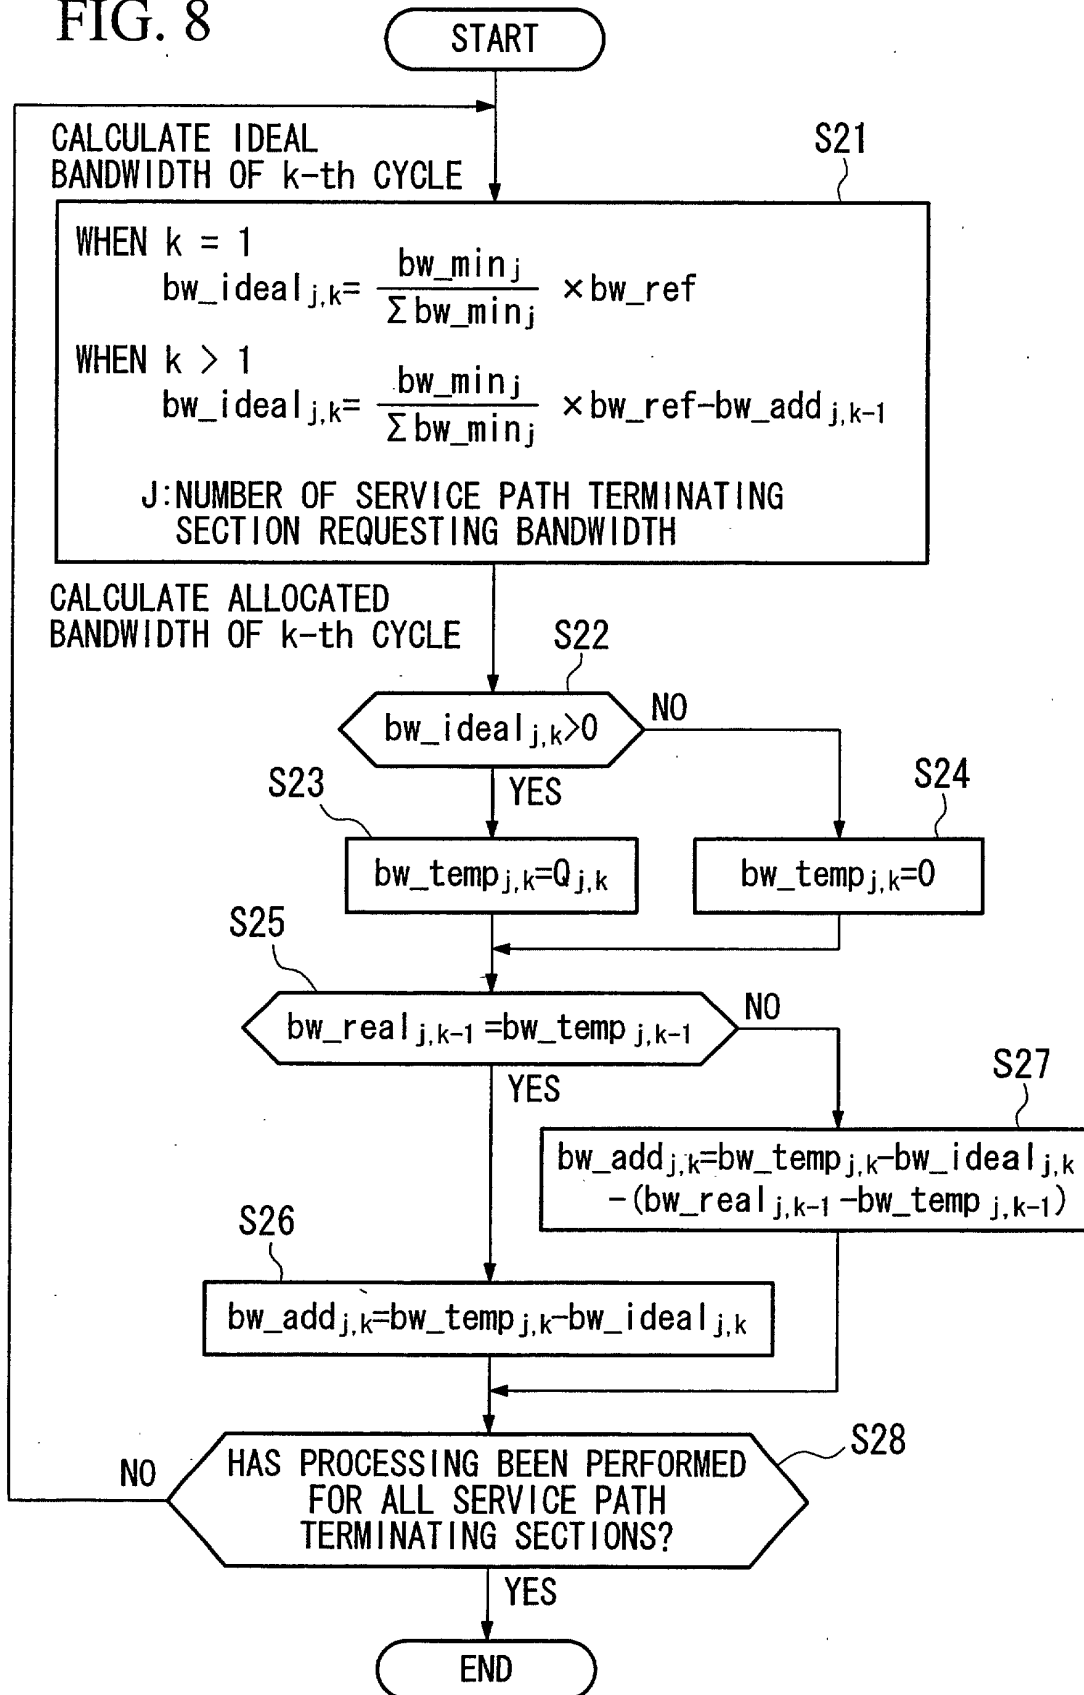 FIG. 8
START
CALCULATE IDEAL
BANDWIDTH OF k-th CYCLE
S21
WHEN k = 1
bw_ideal j,k= bw_min j / Σ bw_min j ×bw_ref
WHEN k > 1
bw_ideal j,k= bw_min j / Σ bw_min j ×bw_ref-bw_add j,k-1
J:NUMBER OF SERVICE PATH TERMINATING
SECTION REQUESTING BANDWIDTH
CALCULATE ALLOCATED
BANDWIDTH OF k-th CYCLE
S22
bw_ideal j,k>0
NO
YES
S23
S24
bw_temp j,k=Q j,k
bw_temp j,k=0
S25
bw_real j,k-1 =bw_temp j,k-1
NO
YES
S27
bw_add j,k=bw_temp j,k-bw_ideal j,k
-(bw_real j,k-1 -bw_temp j,k-1)
S26
bw_add j,k=bw_temp j,k-bw_ideal j,k
S28
NO
HAS PROCESSING BEEN PERFORMED
FOR ALL SERVICE PATH
TERMINATING SECTIONS?
YES
END